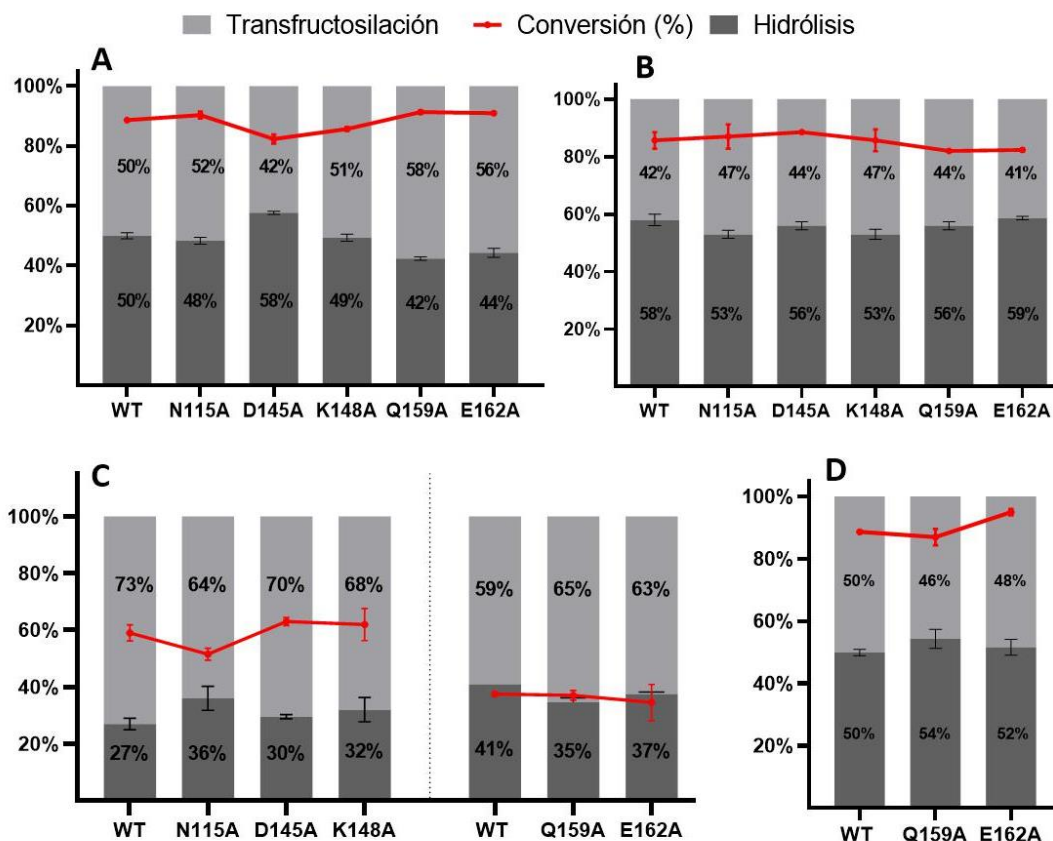 Transfructosilación Conversión (%) Hidrólisis
A
100%
80%
60%
40%
20%
50% 52% 42% 51% 58% 56%
50% 48% 58% 49% 42% 44%
WT N115A D145A K148A Q159A E162A
B
100%
80%
60%
40%
20%
42% 47% 44% 47% 44% 41%
58% 53% 56% 53% 56% 59%
WT N115A D145A K148A Q159A E162A
C
100%
80%
60%
40%
20%
73% 64% 70% 68% 59% 65% 63%
27% 36% 30% 32% 41% 35% 37%
WT N115A D145A K148A WT Q159A E162A
D
100%
80%
60%
40%
20%
50% 46% 48%
50% 54% 52%
WT Q159A E162A